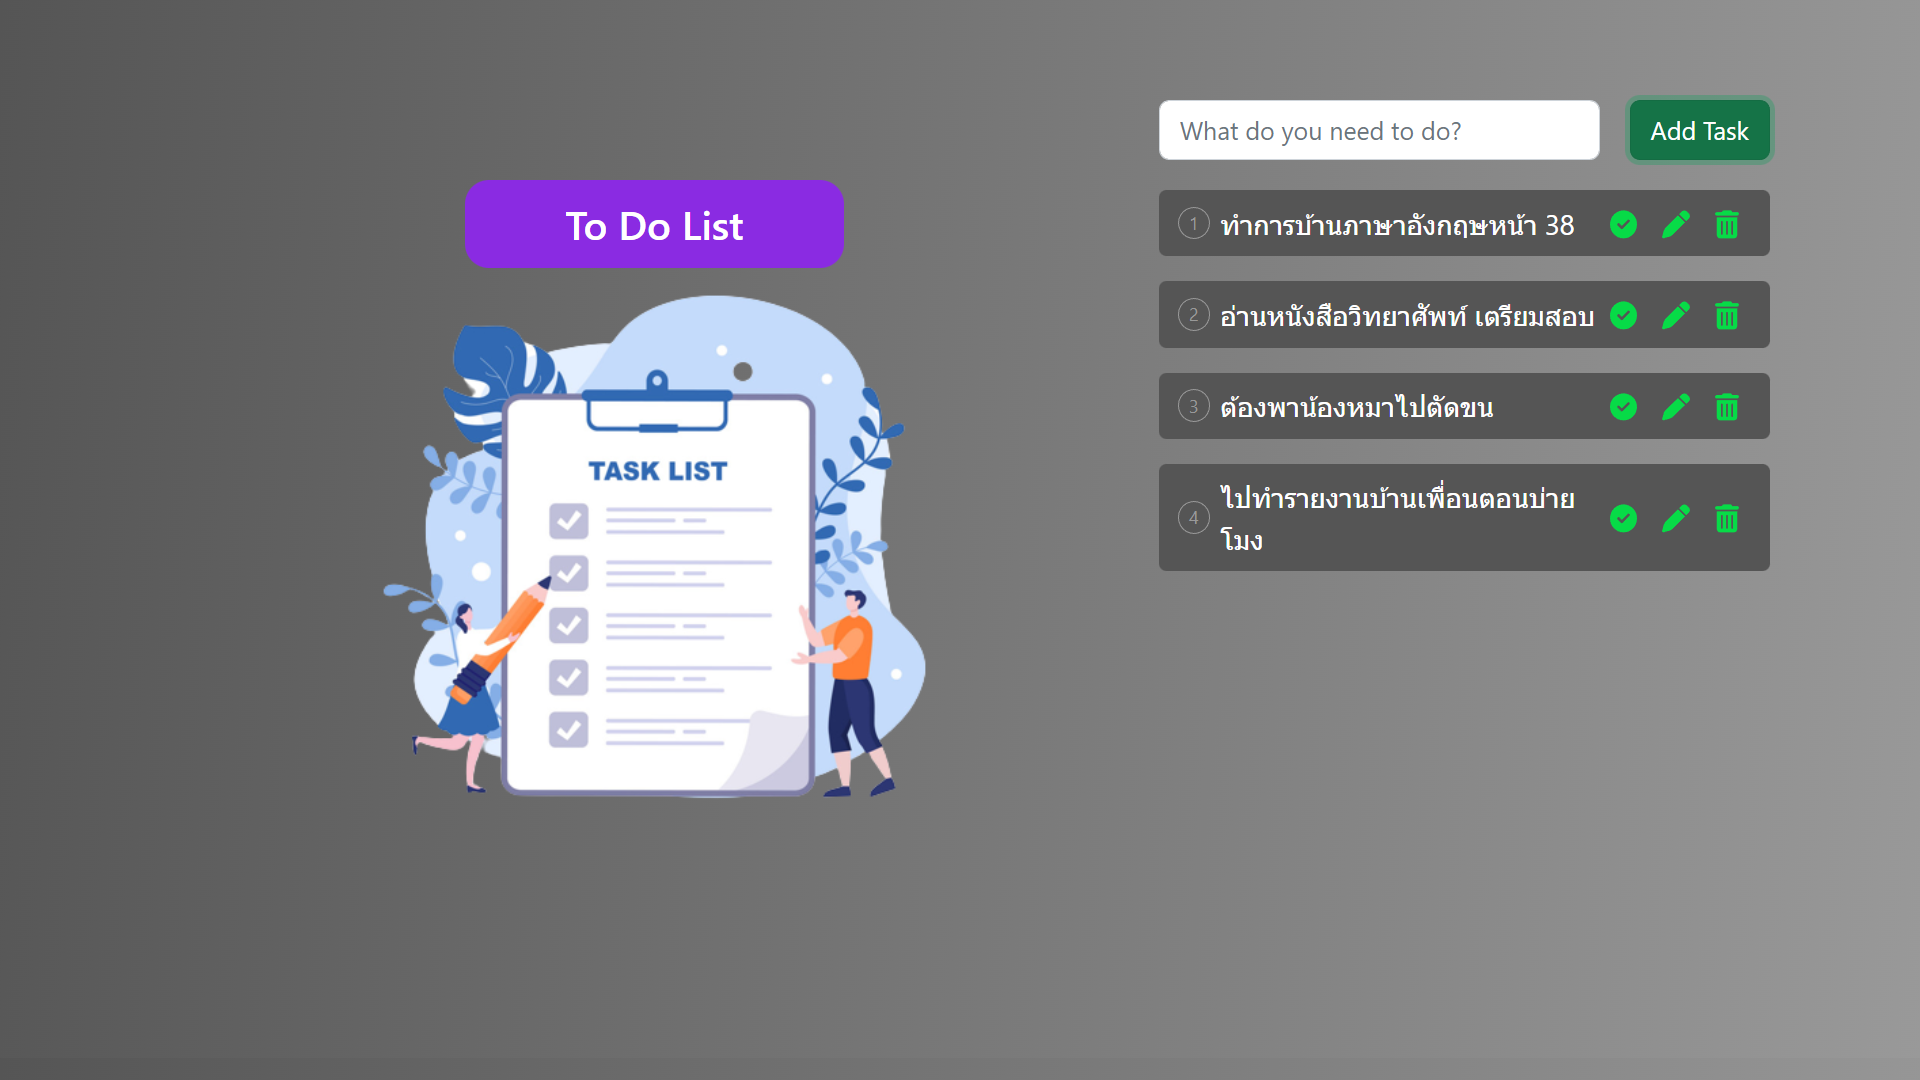 What do you need to do?
Add Task
To Do List
1 ทำการบ้านภาษาอังกฤษหน้า 38
2 อ่านหนังสือวิทยาศัพท์ เตรียมสอบ
3 ต้องพาน้องหมาไปตัดขน
4 ไปทำรายงานบ้านเพื่อนตอนบ่าย
โมง
TASK LIST